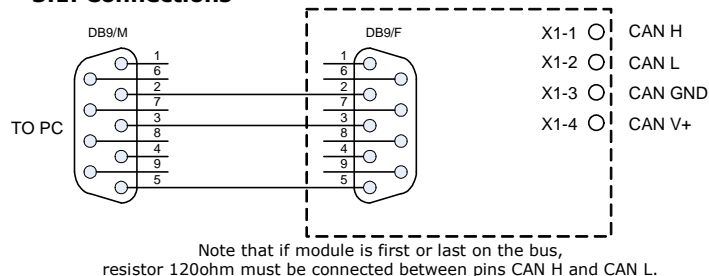 3.1. Connections
DB9/M
DB9/F
X1-1 CAN H
X1-2 CAN L
X1-3 CAN GND
X1-4 CAN V+
TO PC
1
6
2
7
3
8
4
9
5
1
6
2
7
3
8
4
9
5
Note that if module is first or last on the bus,
resistor 120ohm must be connected between pins CAN H and CAN L.